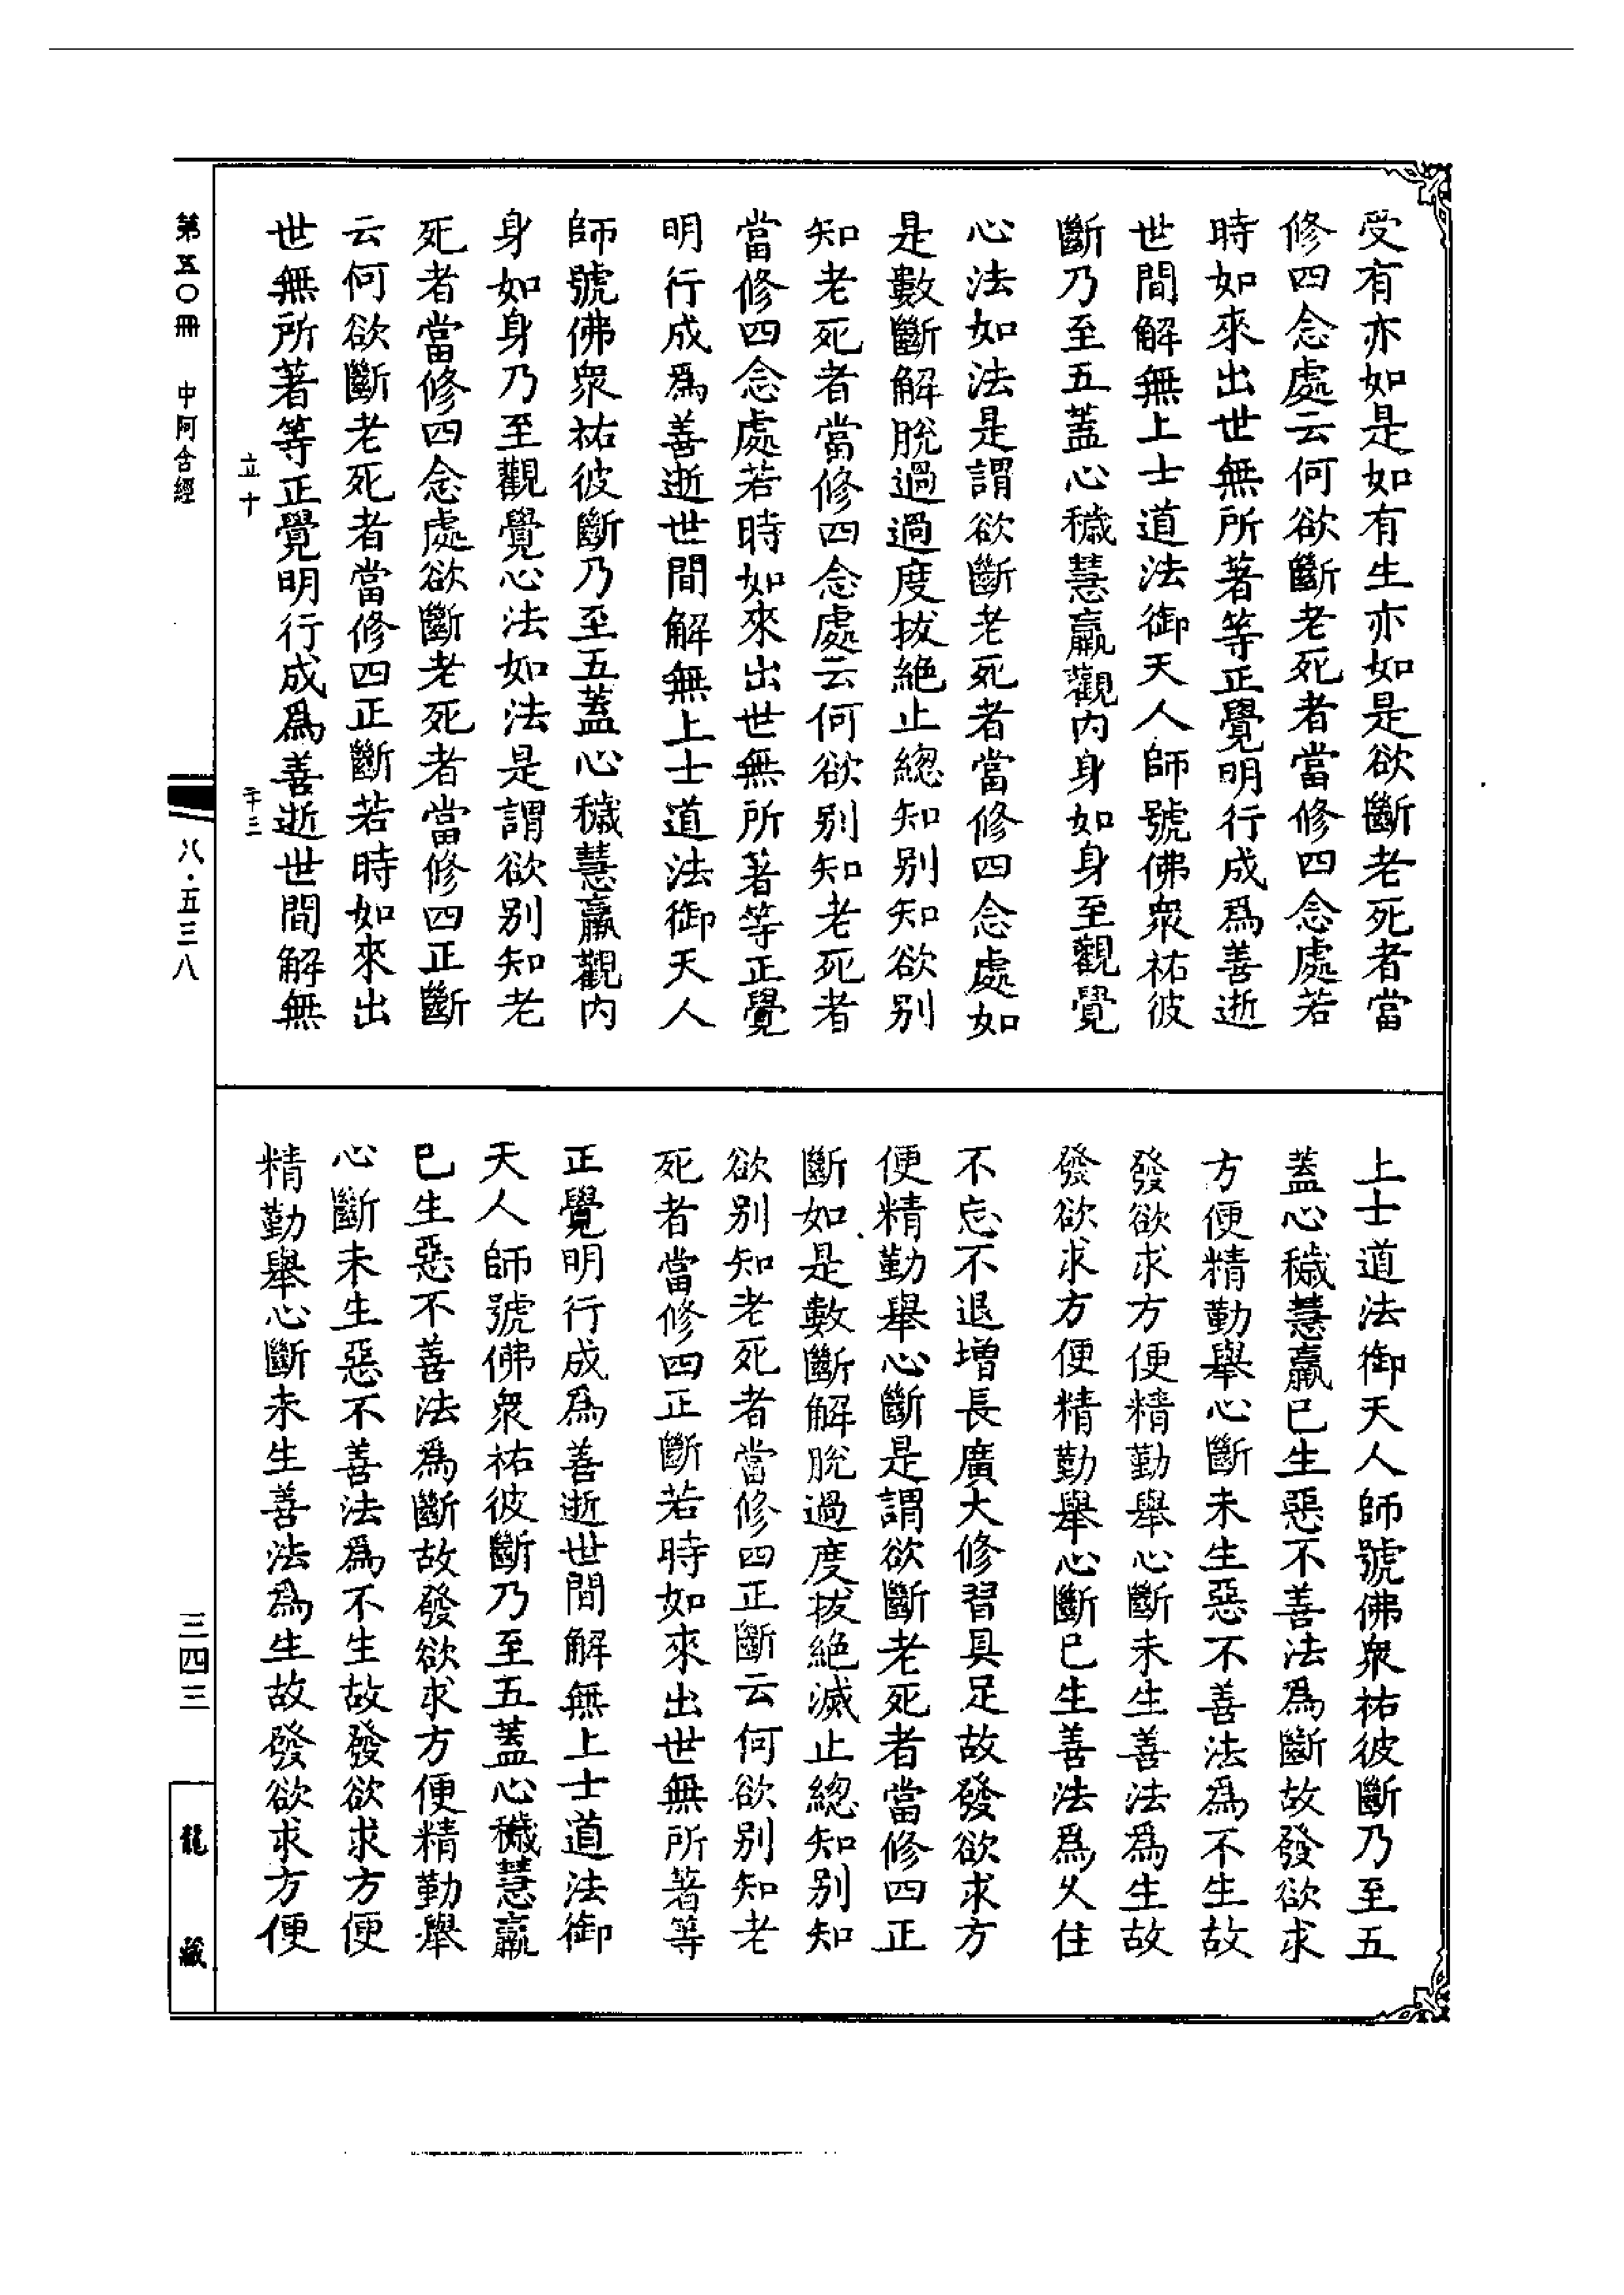 受有亦如是如有生亦如是欲斷老死者當
修四念處云何欲斷老死者當修四念處若
時如來出世無所著等正覺明行成爲善逝
世間解無上士道法御天人師號佛衆祐彼
斷乃至五蓋心穢慧羸觀内身如身至觀覺
心法如法是謂欲斷老死者當修四念處如
是數斷解脫過過度拔絕止總知别知欲别
知老死者當修四念處云何欲别知老死者
當修四念處若時如來出世無所著等正覺
明行成爲善逝世間解無上士道法御天人
師號佛衆祐彼斷乃至五蓋心穢慧羸觀内
身如身乃至觀覺心法如法是謂欲别知老
死者當修四念處欲斷老死者當修四正斷
云何欲斷老死者當修四正斷若時如來出
世無所著等正覺明行成爲善逝世間解無
立十
上士道法御天人師號佛衆祐彼斷乃至五
蓋心穢慧羸已生惡不善法爲斷故發欲求
方便精勤舉心斷未生惡不善法爲不生故
發欲求方便精勤舉心斷未生善法爲生故
發欲求方便精勤舉心斷已生善法爲久住
不忘不退增長廣大修習具足故發欲求方
便精勤舉心斷是謂欲斷老死者當修四正
斷如是數斷解脫過度拔絕滅止總知别知
欲别知老死者當修四正斷云何欲别知老
死者當修四正斷若時如來出世無所著等
正覺明行成爲善逝世間解無上士道法御
天人師號佛衆祐彼斷乃至五蓋心穢慧羸
已生惡不善法爲斷故發欲求方便精勤舉
心斷未生惡不善法爲不生故發欲求方便
精勤舉心斷未生善法爲生故發欲求方便
第五〇冊 中阿含經
八·五三八
三四三
龍藏